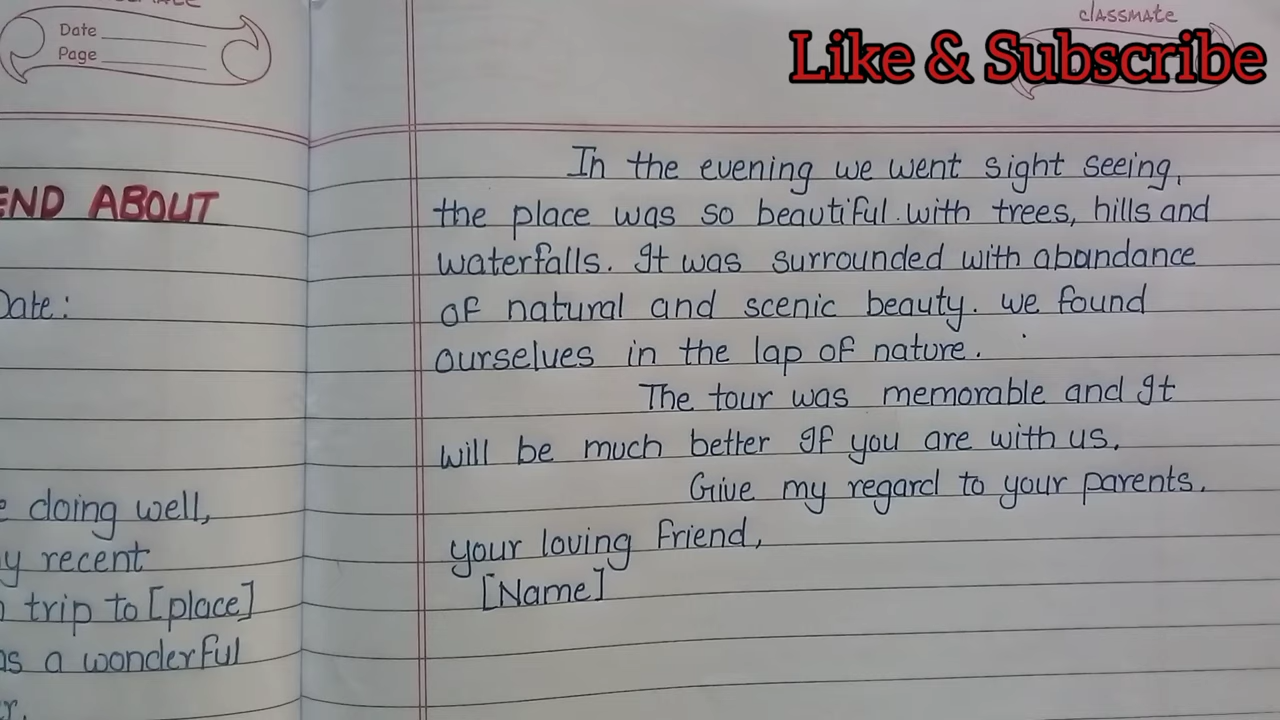 Date
Page
END ABOUT
Date:
doing well,
recent
trip to [place]
a wonderful
classmate
Like & Subscribe
In the evening we went sight seeing,
the place was so beautiful with trees, hills and
waterfalls. It was surrounded with abandance
of natural and scenic beauty. we found
ourselves in the lap of nature.
The tour was memorable and It
will be much better If you are with us.
Give my regard to your parents.
your loving friend,
[Name]